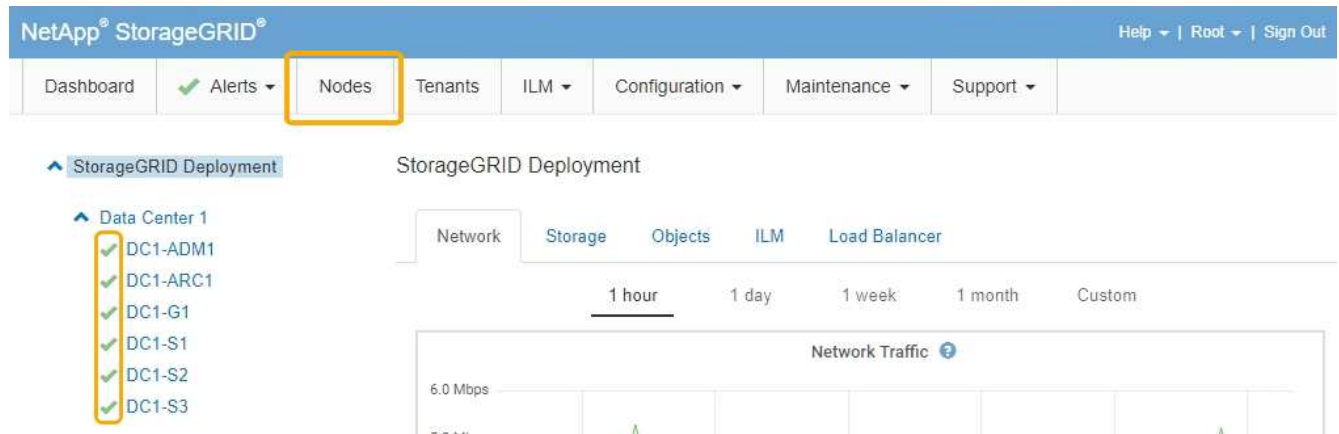 NetApp® StorageGRID®
Help | Root | Sign Out
Dashboard Alerts Nodes Tenants ILM Configuration Maintenance Support
StorageGRID Deployment
StorageGRID Deployment
Data Center 1
DC1-ADM1
DC1-ARC1
DC1-G1
DC1-S1
DC1-S2
DC1-S3
Network Storage Objects ILM Load Balancer
1 hour 1 day 1 week 1 month Custom
Network Traffic
6.0 Mbps